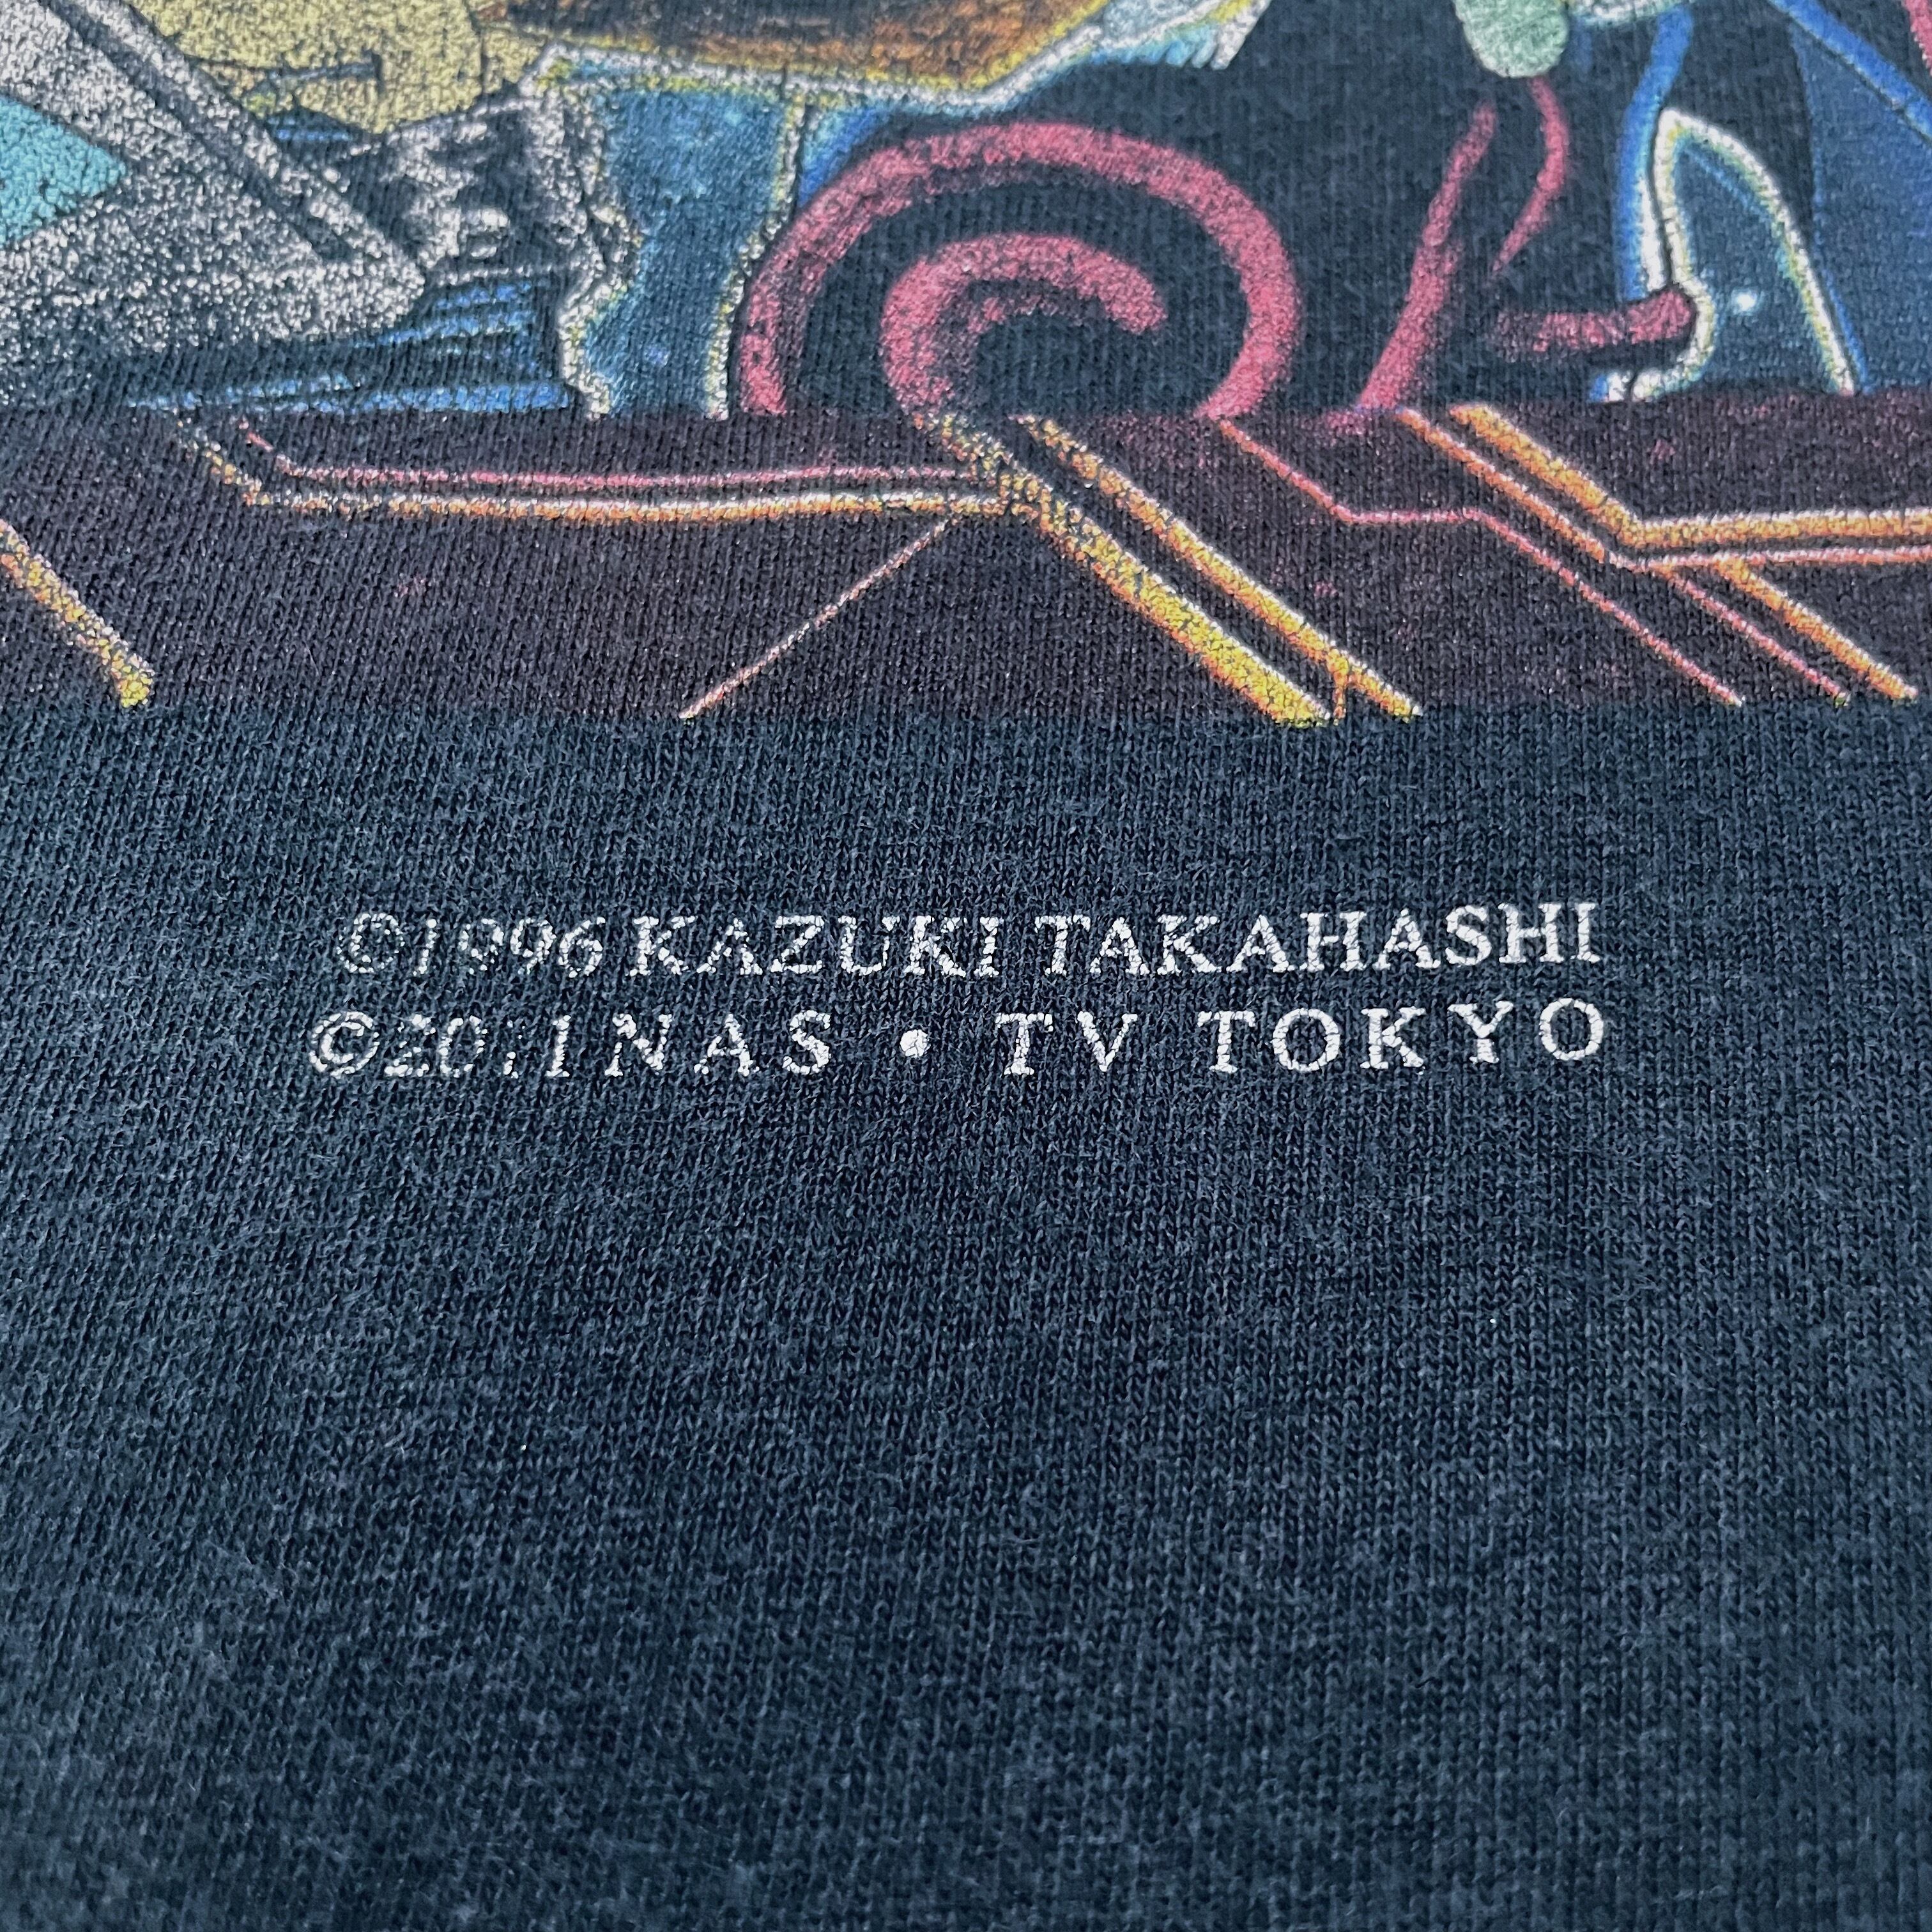 ©1996 KAZUKI TAKAHASHI
©2011 NAS • TV TOKYO